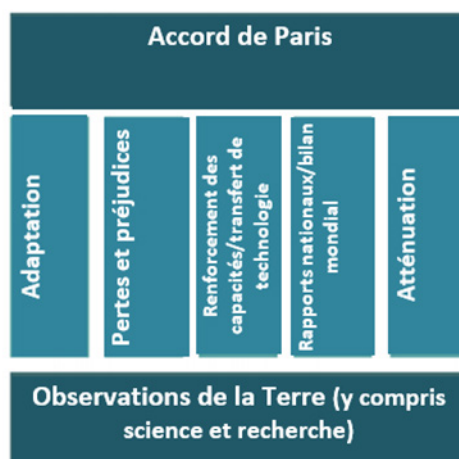 Accord de Paris
Adaptation
Pertes et préjudices
Renforcement des
capacités/transfert de
technologie
Rapports nationaux/bilan
mondial
Atténuation
Observations de la Terre (y compris
science et recherche)